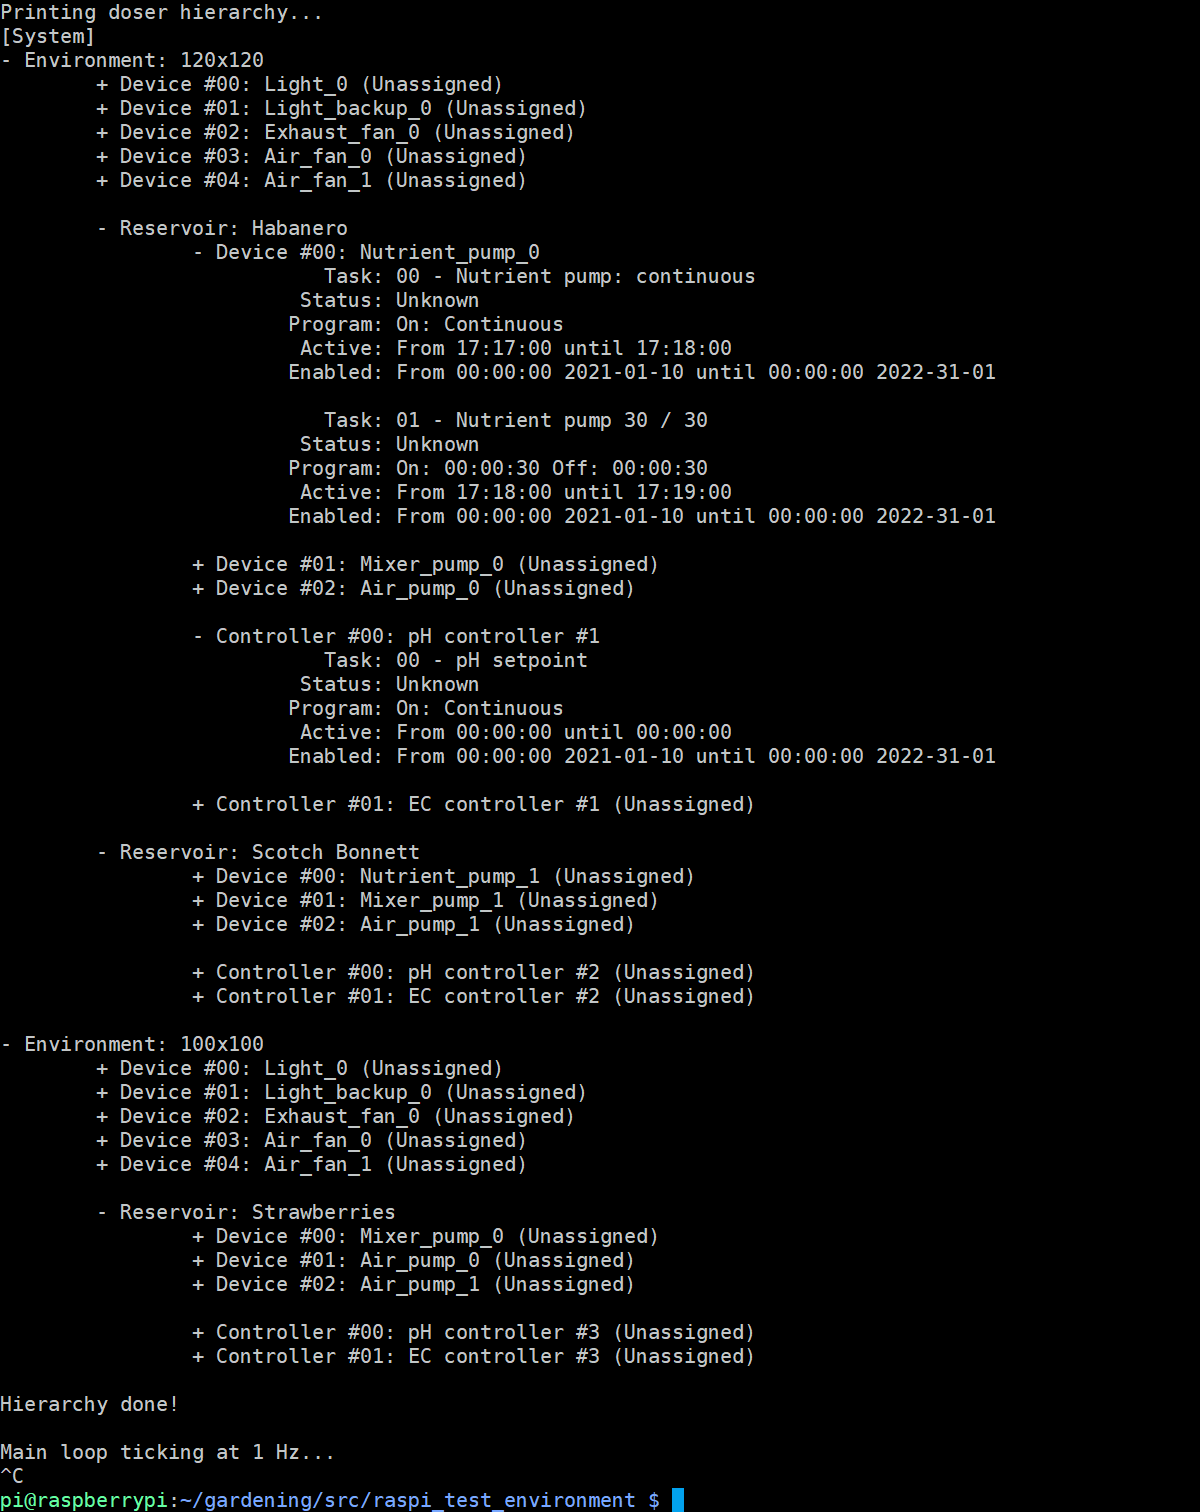 Printing doser hierarchy...
[System]
- Environment: 120x120
+ Device #00: Light_0 (Unassigned)
+ Device #01: Light_backup_0 (Unassigned)
+ Device #02: Exhaust_fan_0 (Unassigned)
+ Device #03: Air_fan_0 (Unassigned)
+ Device #04: Air_fan_1 (Unassigned)
- Reservoir: Habanero
- Device #00: Nutrient_pump_0
Task: 00 - Nutrient pump: continuous
Status: Unknown
Program: On: Continuous
Active: From 17:17:00 until 17:18:00
Enabled: From 00:00:00 2021-01-10 until 00:00:00 2022-31-01
Task: 01 - Nutrient pump 30 / 30
Status: Unknown
Program: On: 00:00:30 Off: 00:00:30
Active: From 17:18:00 until 17:19:00
Enabled: From 00:00:00 2021-01-10 until 00:00:00 2022-31-01
+ Device #01: Mixer_pump_0 (Unassigned)
+ Device #02: Air_pump_0 (Unassigned)
- Controller #00: pH controller #1
Task: 00 - pH setpoint
Status: Unknown
Program: On: Continuous
Active: From 00:00:00 until 00:00:00
Enabled: From 00:00:00 2021-01-10 until 00:00:00 2022-31-01
+ Controller #01: EC controller #1 (Unassigned)
- Reservoir: Scotch Bonnett
+ Device #00: Nutrient_pump_1 (Unassigned)
+ Device #01: Mixer_pump_1 (Unassigned)
+ Device #02: Air_pump_1 (Unassigned)
+ Controller #00: pH controller #2 (Unassigned)
+ Controller #01: EC controller #2 (Unassigned)
- Environment: 100x100
+ Device #00: Light_0 (Unassigned)
+ Device #01: Light_backup_0 (Unassigned)
+ Device #02: Exhaust_fan_0 (Unassigned)
+ Device #03: Air_fan_0 (Unassigned)
+ Device #04: Air_fan_1 (Unassigned)
- Reservoir: Strawberries
+ Device #00: Mixer_pump_0 (Unassigned)
+ Device #01: Air_pump_0 (Unassigned)
+ Device #02: Air_pump_1 (Unassigned)
+ Controller #00: pH controller #3 (Unassigned)
+ Controller #01: EC controller #3 (Unassigned)
Hierarchy done!
Main loop ticking at 1 Hz...
^C
pi@raspberrypi:~/gardening/src/raspi_test_environment $